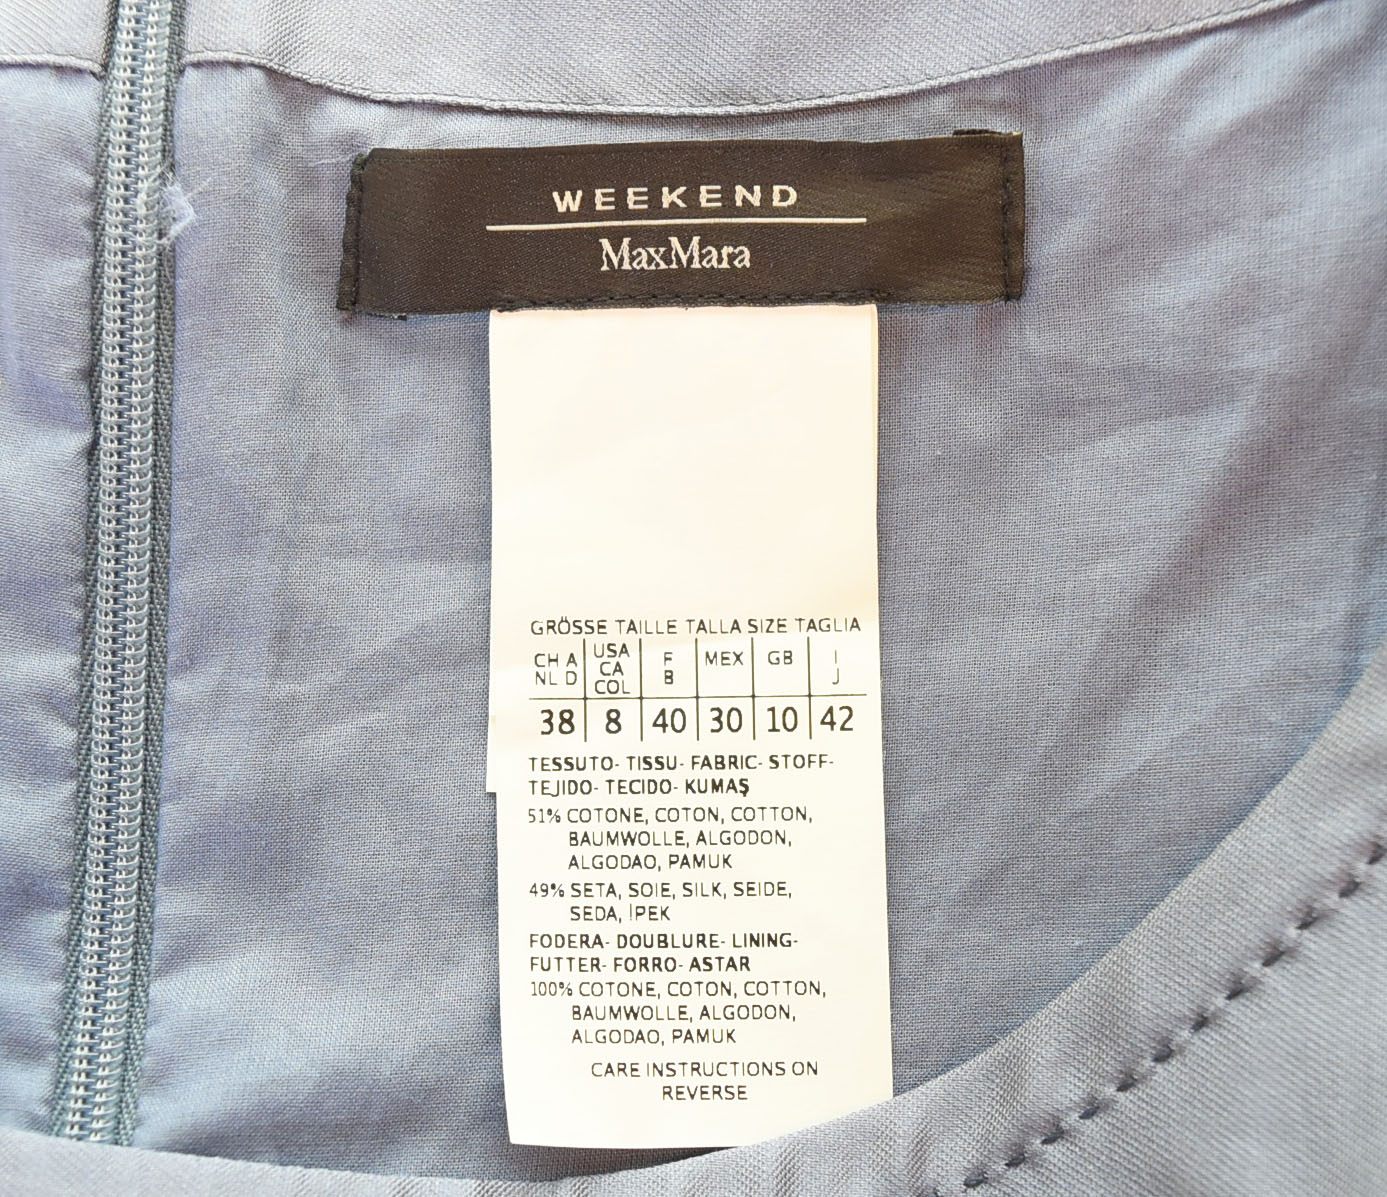 WEEKEND
MaxMara
GRÖSSE TAILLE TALLA SIZE TAGLIA
CH A NL D | USA CA COL | F B | MEX | GB | I J
38 | 8 | 40 | 30 | 10 | 42
TESSUTO- TISSU- FABRIC- STOFF-
TEJIDO- TECIDO- KUMAŞ
51% COTONE, COTON, COTTON,
BAUMWOLLE, ALGODON,
ALGODAO, PAMUK
49% SETA, SOIE, SILK, SEIDE,
SEDA, İPEK
FODERA- DOUBLURE- LINING-
FUTTER- FORRO- ASTAR
100% COTONE, COTON, COTTON,
BAUMWOLLE, ALGODON,
ALGODAO, PAMUK
CARE INSTRUCTIONS ON
REVERSE